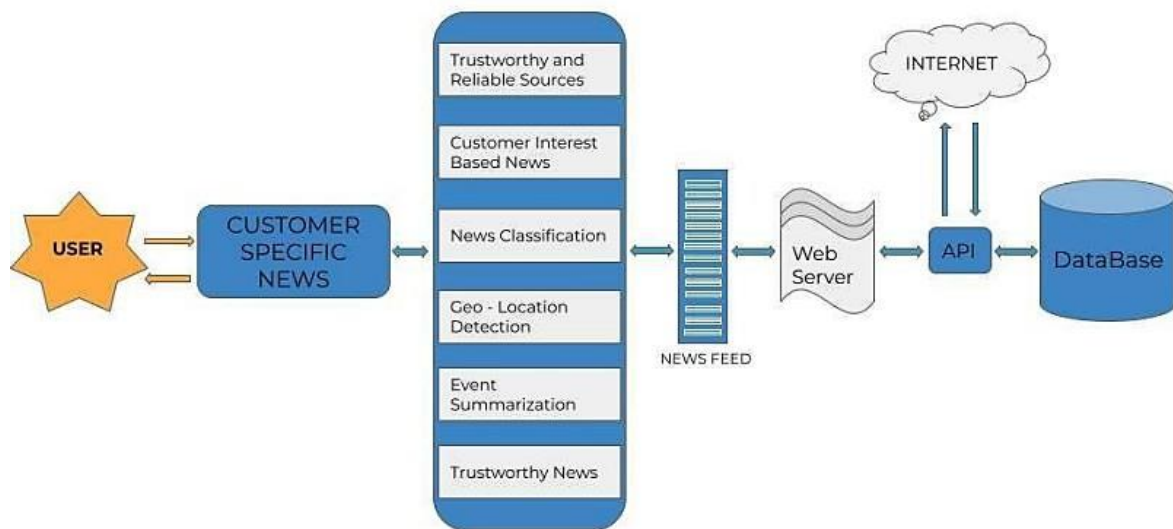 USER
CUSTOMER
SPECIFIC
NEWS
Trustworthy and
Reliable Sources
Customer Interest
Based News
News Classification
Geo - Location
Detection
Event
Summarization
Trustworthy News
NEWS FEED
Web
Server
INTERNET
API
DataBase